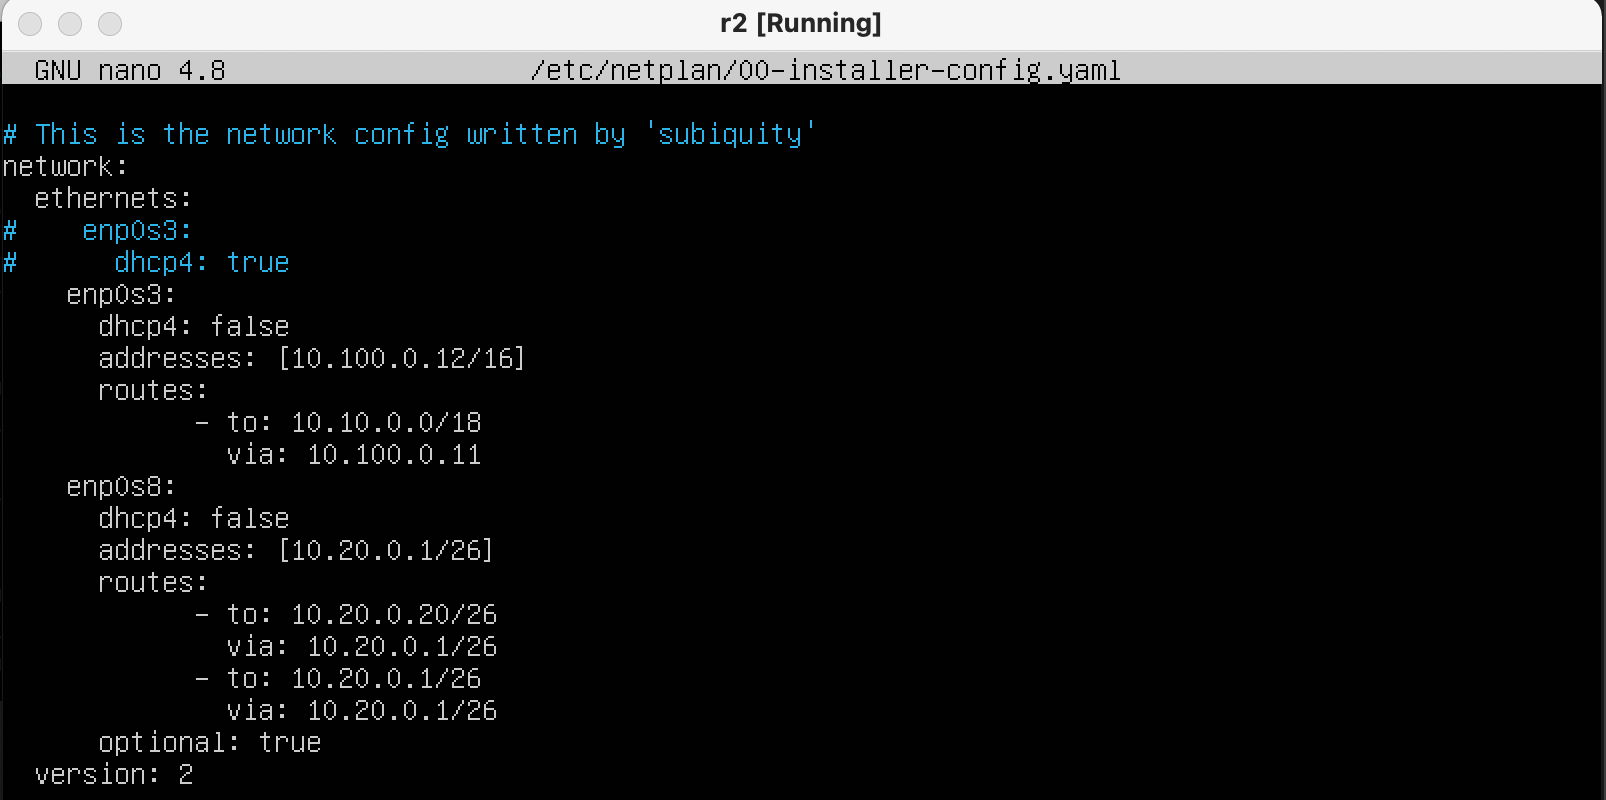 r2 [Running]
GNU nano 4.8 /etc/netplan/00-installer-config.yaml
# This is the network config written by 'subiquity'
network:
  ethernets:
#    enp0s3:
#      dhcp4: true
    enp0s3:
      dhcp4: false
      addresses: [10.100.0.12/16]
      routes:
            - to: 10.10.0.0/18
              via: 10.100.0.11
    enp0s8:
      dhcp4: false
      addresses: [10.20.0.1/26]
      routes:
            - to: 10.20.0.20/26
              via: 10.20.0.1/26
            - to: 10.20.0.1/26
              via: 10.20.0.1/26
      optional: true
  version: 2